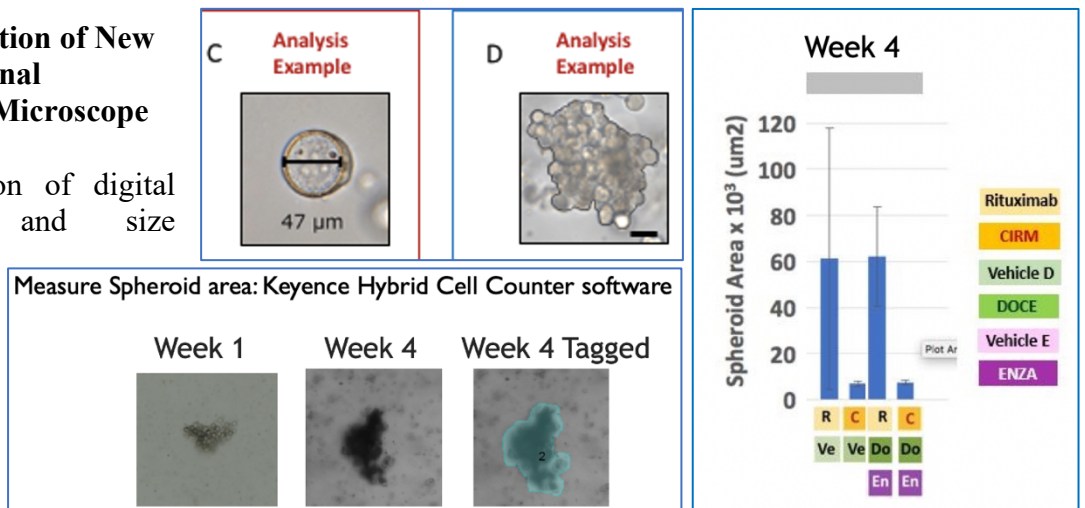 tion of New
nal
Microscope
on of digital
and size
C
Analysis
Example
47 µm
D
Analysis
Example
Measure Spheroid area: Keyence Hybrid Cell Counter software
Week 1
Week 4
Week 4 Tagged
2
Week 4
Spheroid Area x 10³ (um2)
120
100
80
60
40
20
0
Plot Ar
R C R C
Ve Ve Do Do
En En
Rituximab
CIRM
Vehicle D
DOCE
Vehicle E
ENZA